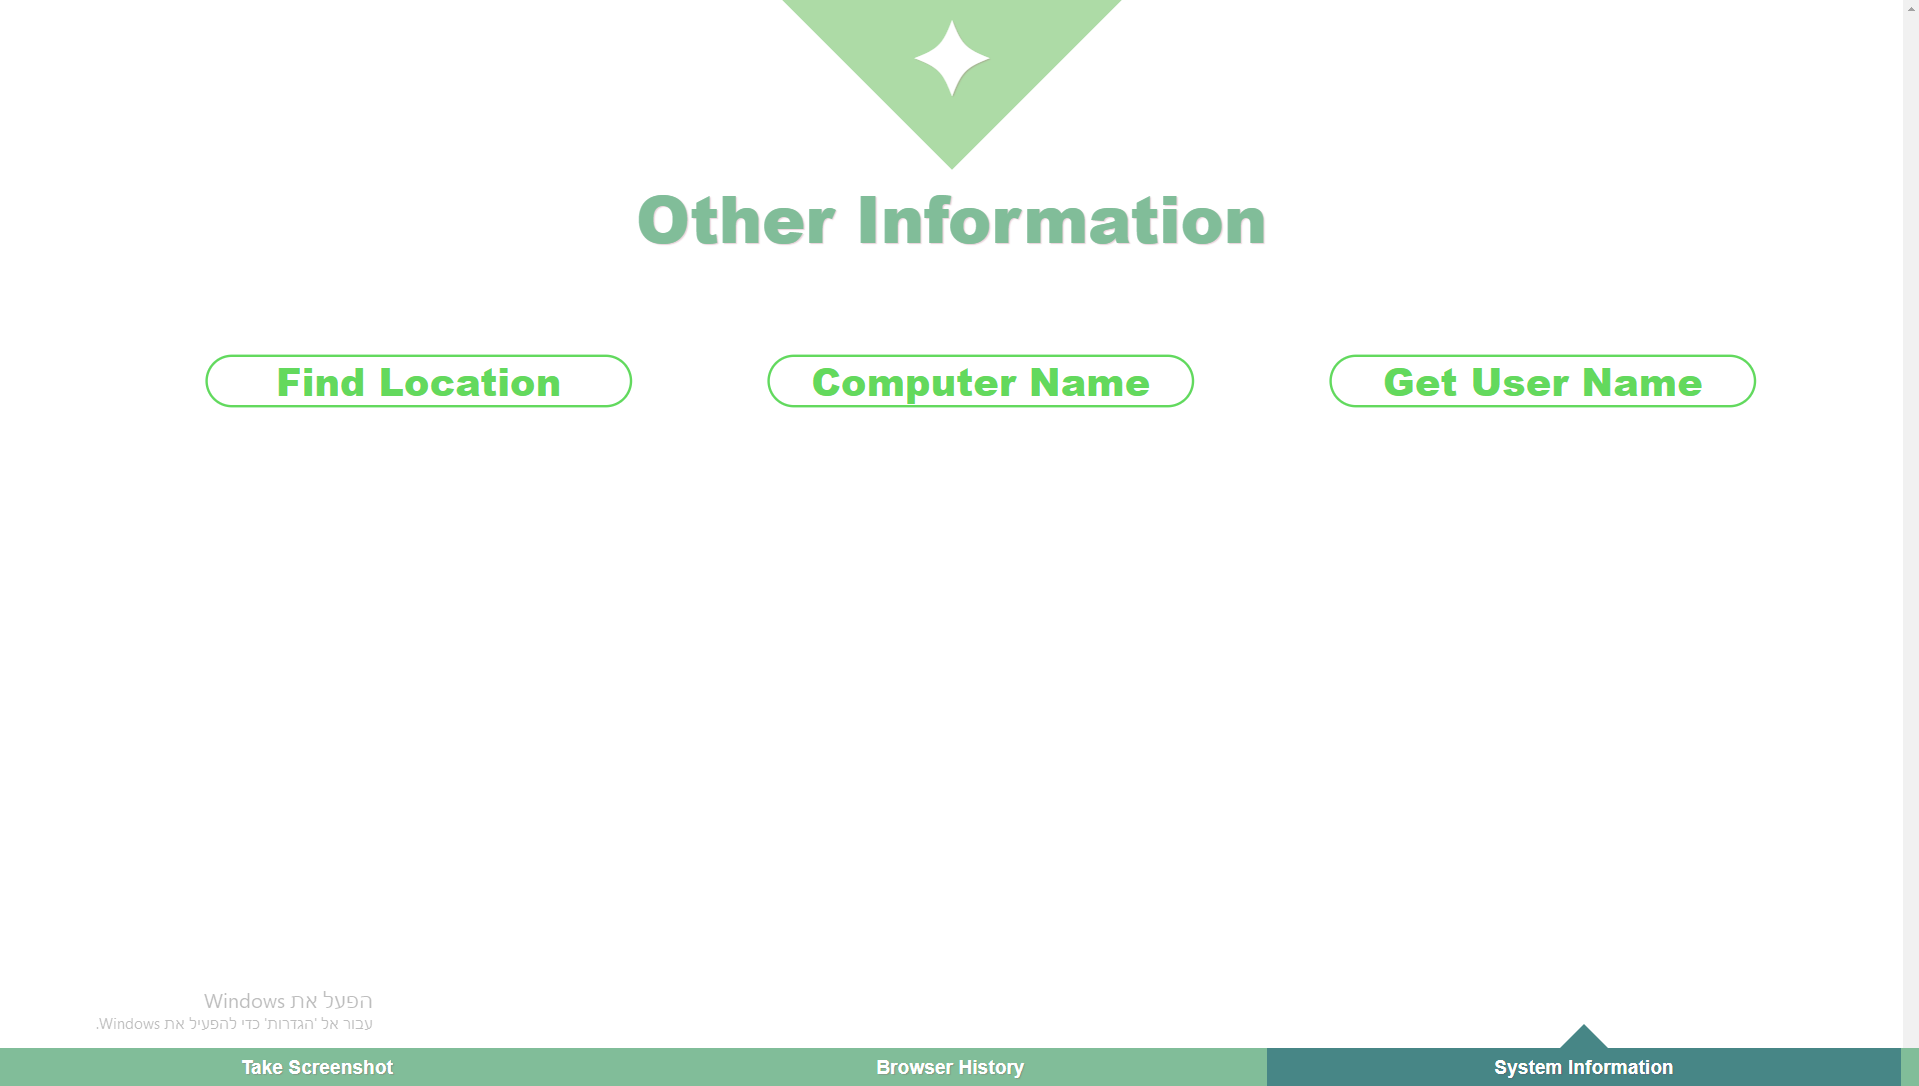 Other Information
Find Location
Computer Name
Get User Name
הפעל את Windows
עבור אל 'הגדרות' כדי להפעיל את Windows.
Take Screenshot
Browser History
System Information